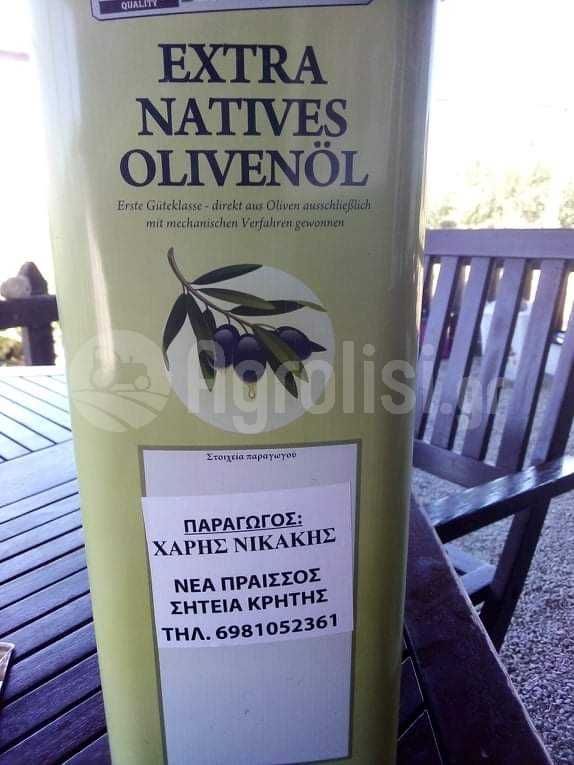 QUALITY
EXTRA
NATIVES
OLIVENÖL
Erste Güteklasse - direkt aus Oliven ausschließlich
mit mechanischen Verfahren gewonnen
Agrolisi.gr
Στοιχεία παραγωγού
ΠΑΡΑΓΩΓΟΣ:
ΧΑΡΗΣ ΝΙΚΑΚΗΣ
ΝΕΑ ΠΡΑΙΣΣΟΣ
ΣΗΤΕΙΑ ΚΡΗΤΗΣ
ΤΗΛ. 6981052361